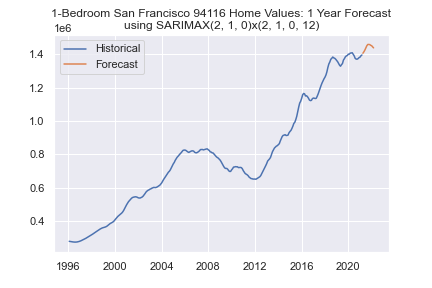 1-Bedroom San Francisco 94116 Home Values: 1 Year Forecast
using SARIMAX(2, 1, 0)x(2, 1, 0, 12)
1e6
Historical
Forecast
1.4
1.2
1.0
0.8
0.6
0.4
1996 2000 2004 2008 2012 2016 2020